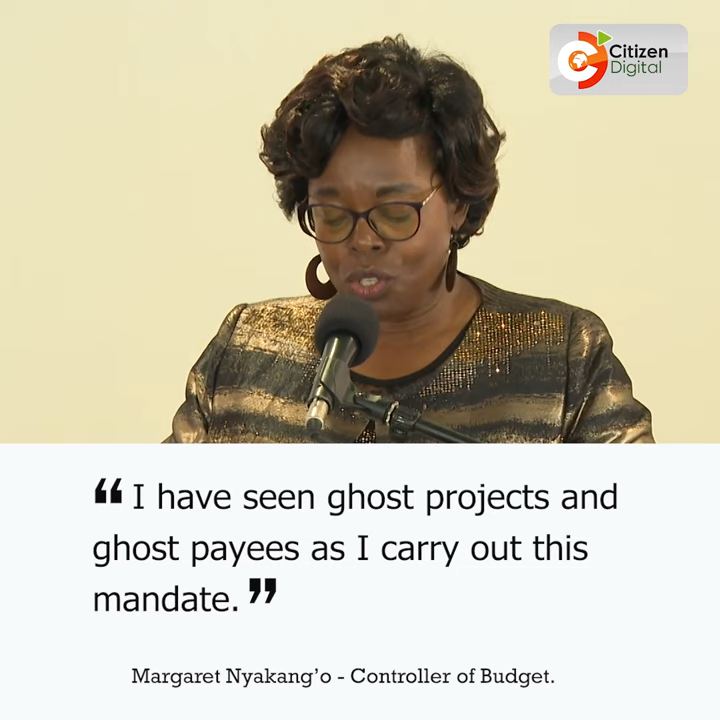 Citizen
Digital
“ I have seen ghost projects and
ghost payees as I carry out this
mandate. ”
Margaret Nyakang’o - Controller of Budget.